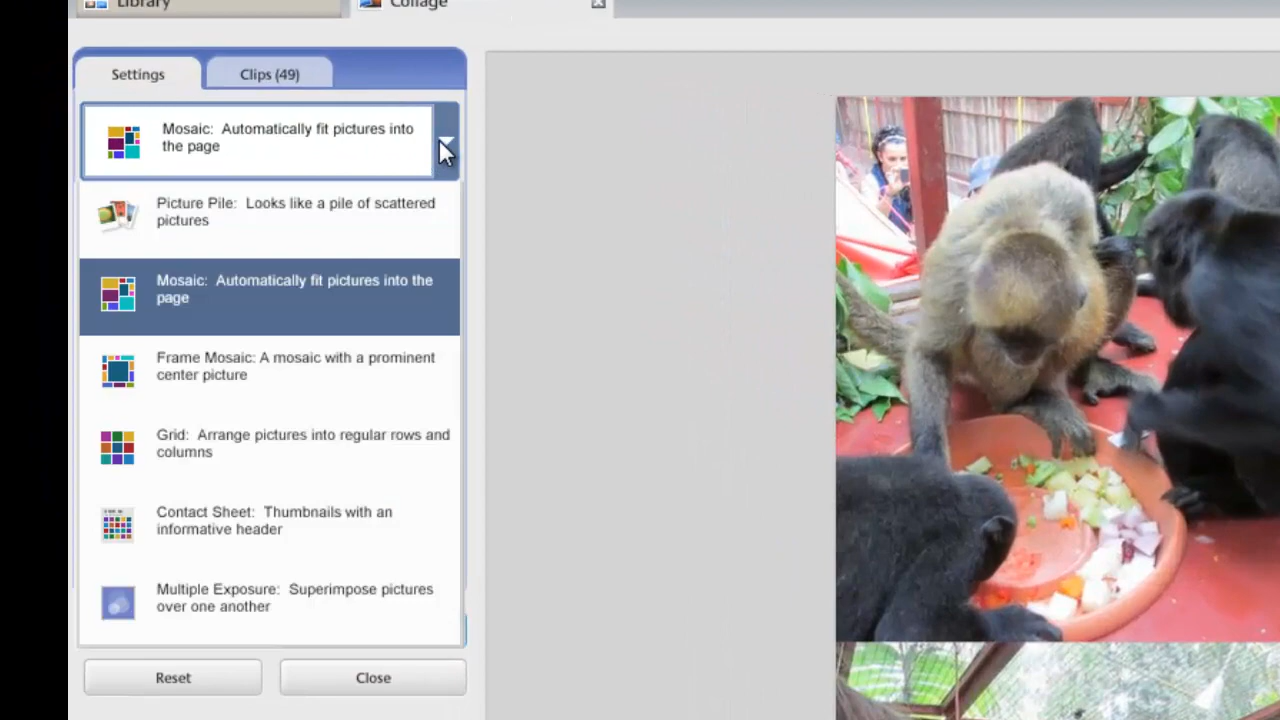 Library
Collage
Settings
Clips (49)
Mosaic: Automatically fit pictures into
the page
Picture Pile: Looks like a pile of scattered
pictures
Mosaic: Automatically fit pictures into the
page
Frame Mosaic: A mosaic with a prominent
center picture
Grid: Arrange pictures into regular rows and
columns
Contact Sheet: Thumbnails with an
informative header
Multiple Exposure: Superimpose pictures
over one another
Reset
Close